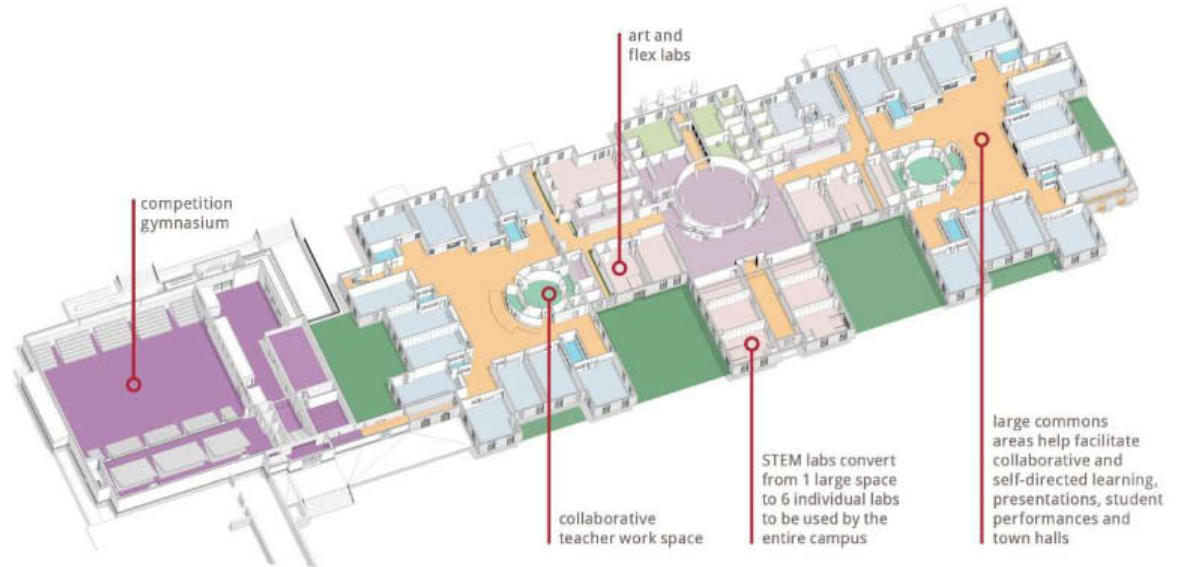 art and
flex labs
competition
gymnasium
collaborative
teacher work space
STEM labs convert
from 1 large space
to 6 individual labs
to be used by the
entire campus
large commons
areas help facilitate
collaborative and
self-directed learning,
presentations, student
performances and
town halls